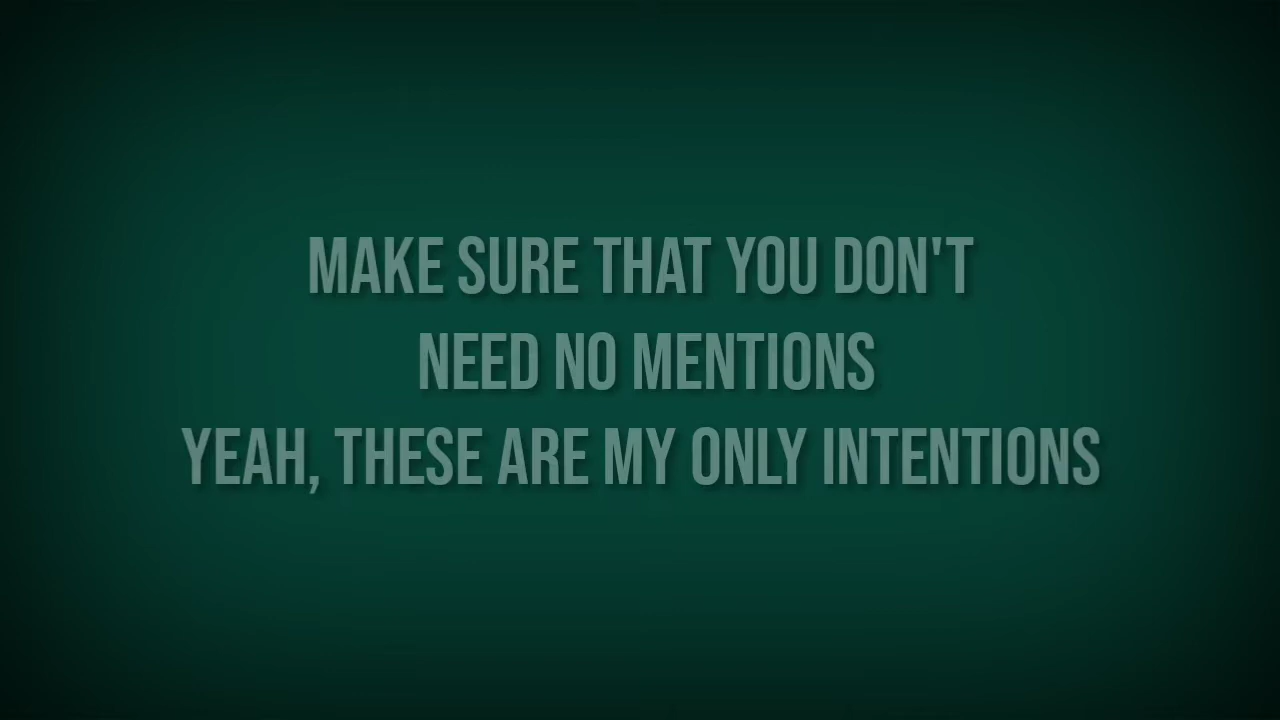 MAKE SURE THAT YOU DON'T
NEED NO MENTIONS
YEAH, THESE ARE MY ONLY INTENTIONS